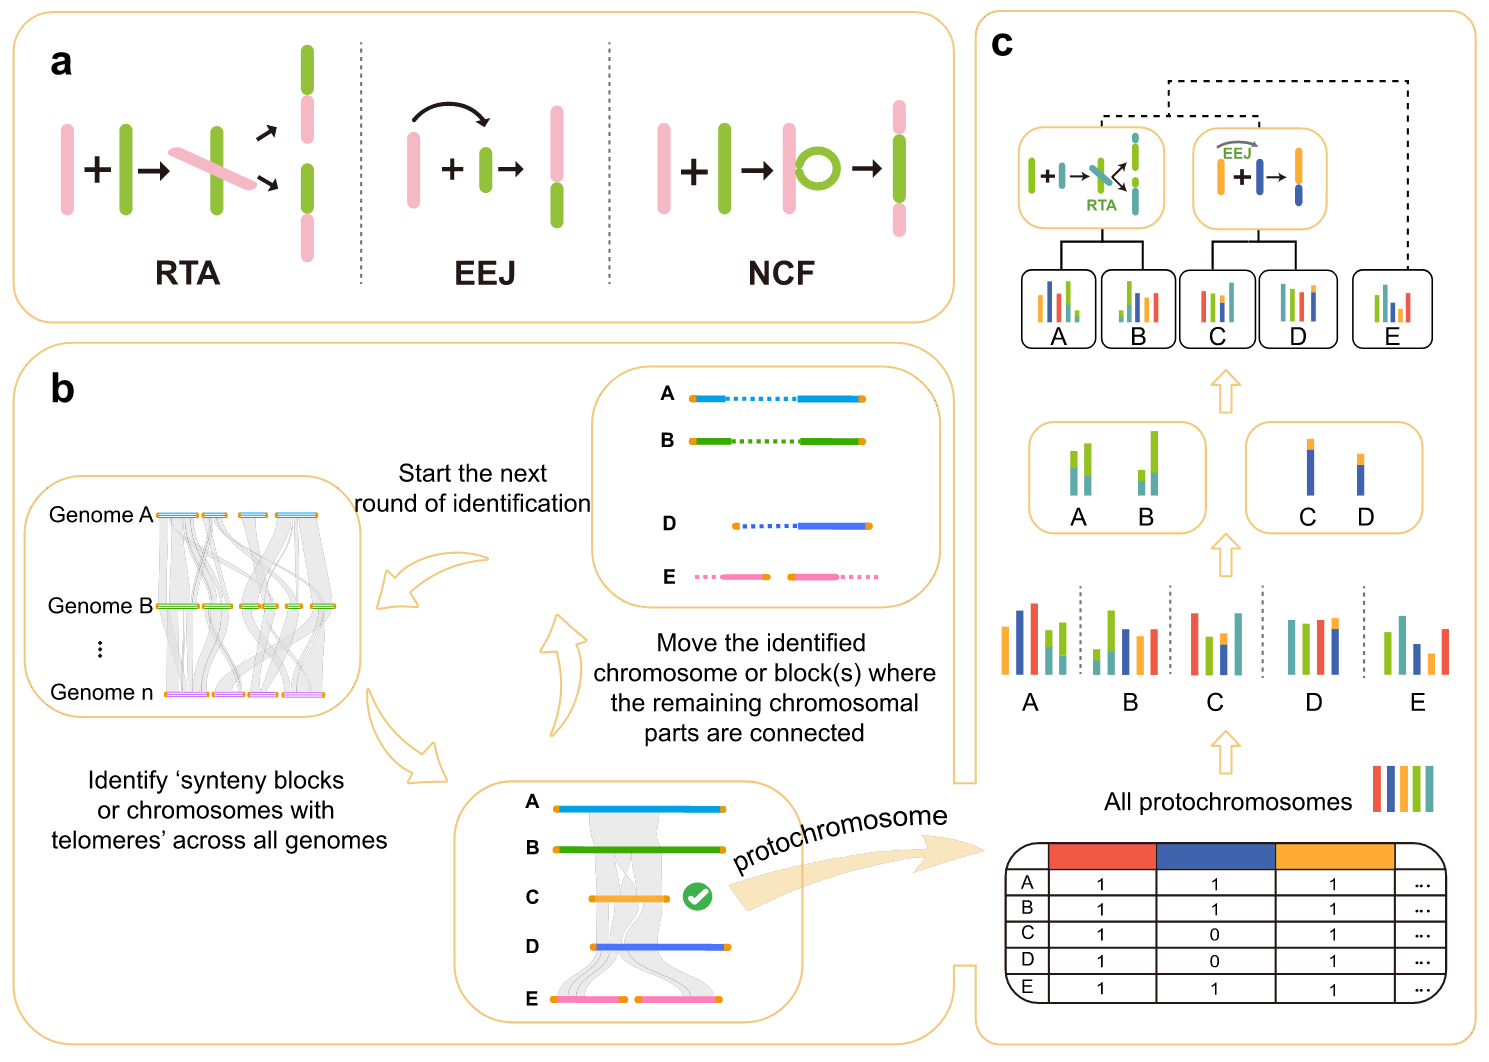 a
RTA
EEJ
NCF
b
Genome A
Genome B
Genome n
Start the next
round of identification
A
B
D
E
Move the identified
chromosome or block(s) where
the remaining chromosomal
parts are connected
Identify ‘synteny blocks
or chromosomes with
telomeres’ across all genomes
A
B
C
D
E
protochromosome
c
RTA
EEJ
A
B
C
D
E
A
B
C
D
A
B
C
D
E
All protochromosomes
A 1 1 1 ...
B 1 1 1 ...
C 1 0 1 ...
D 1 0 1 ...
E 1 1 1 ...